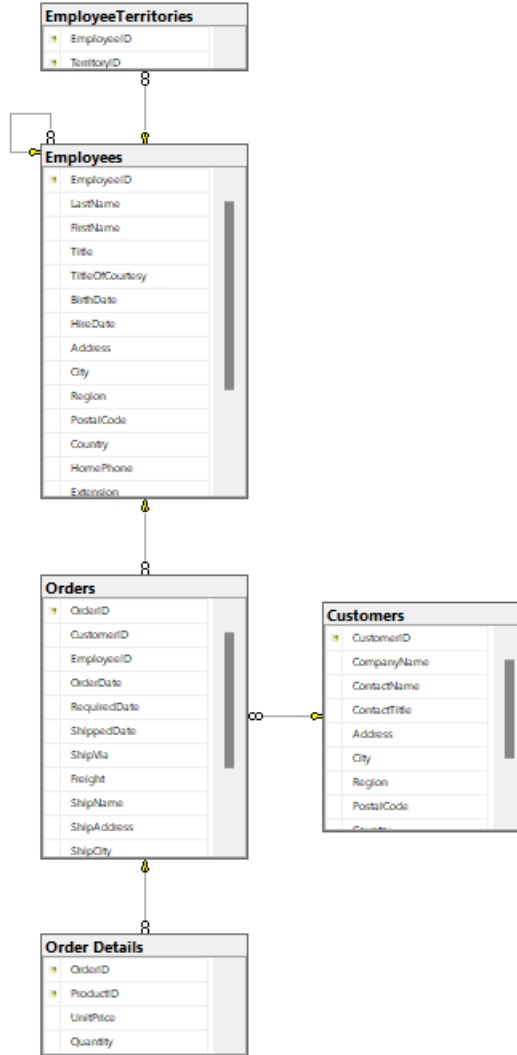 EmployeeTerritories
EmployeeID
TerritoryID
Employees
EmployeeID
LastName
FirstName
Title
TitleOfCourtesy
BirthDate
HireDate
Address
City
Region
PostalCode
Country
HomePhone
Extension
Orders
OrderID
CustomerID
EmployeeID
OrderDate
RequiredDate
ShippedDate
ShipVia
Freight
ShipName
ShipAddress
ShipCity
Customers
CustomerID
CompanyName
ContactName
ContactTitle
Address
City
Region
PostalCode
Country
Order Details
OrderID
ProductID
UnitPrice
Quantity